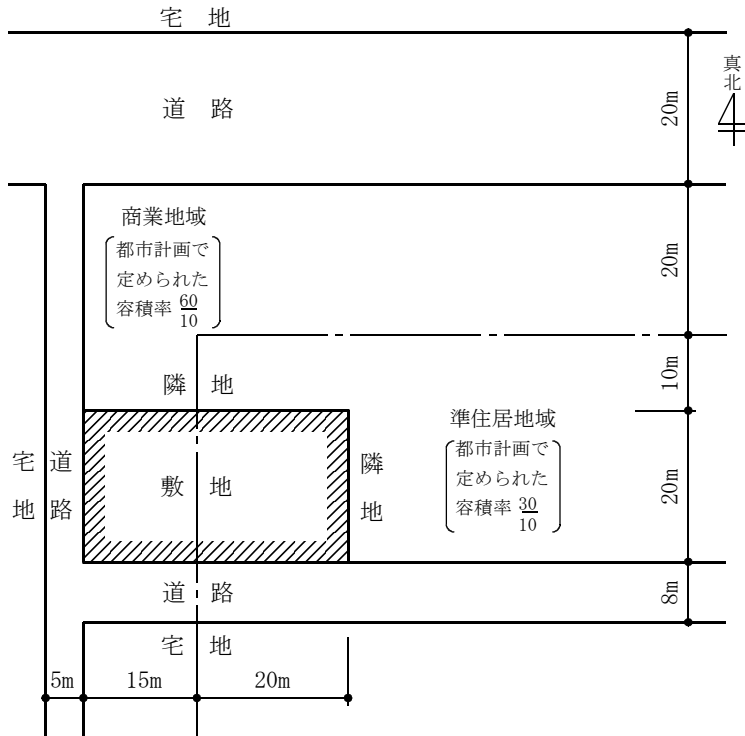 宅地
道路
真北
20m
商業地域
都市計画で
定められた
容積率 60/10
20m
隣地
10m
準住居地域
都市計画で
定められた
容積率 30/10
宅地
道路
敷地
隣地
20m
道路
8m
宅地
5m
15m
20m